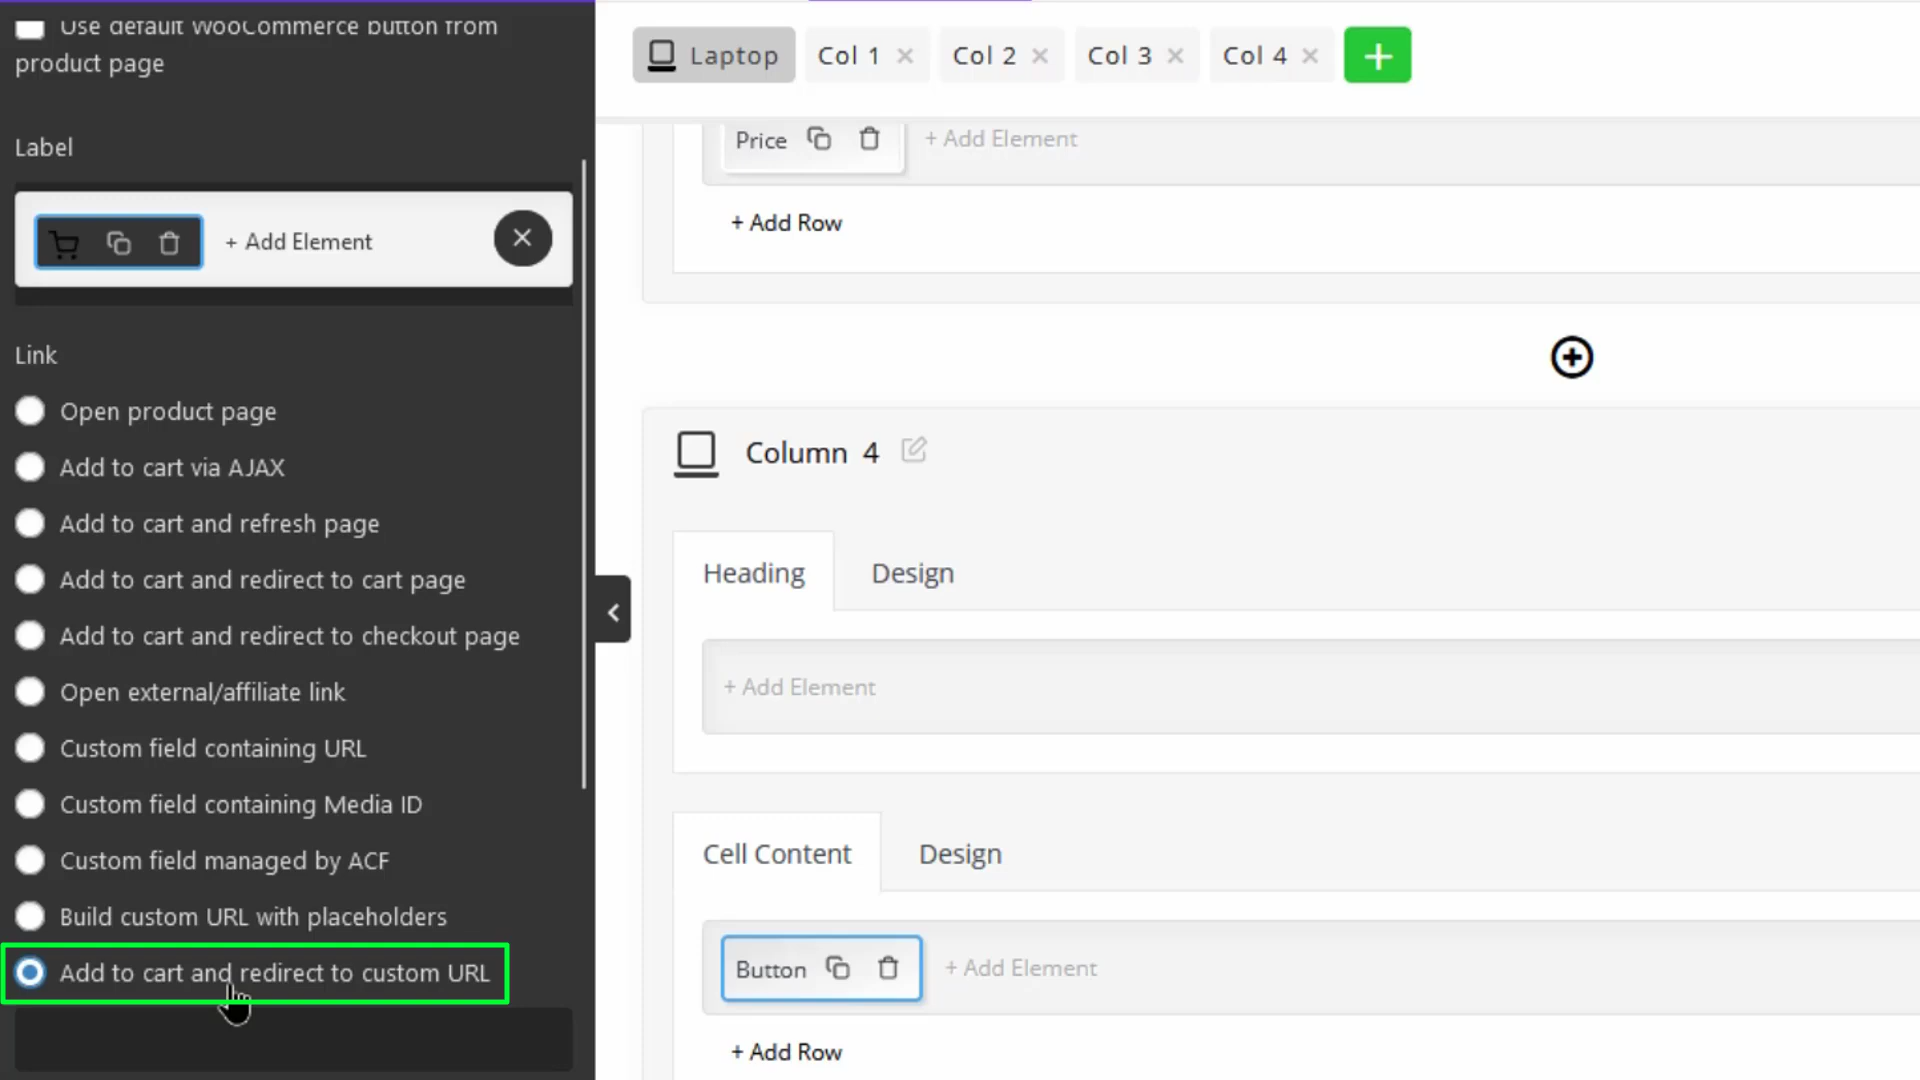 Use default WooCommerce button from
product page
Label
+ Add Element
Link
Open product page
Add to cart via AJAX
Add to cart and refresh page
Add to cart and redirect to cart page
Add to cart and redirect to checkout page
Open external/affiliate link
Custom field containing URL
Custom field containing Media ID
Custom field managed by ACF
Build custom URL with placeholders
Add to cart and redirect to custom URL
Laptop Col 1 Col 2 Col 3 Col 4
Price + Add Element
+ Add Row
Column 4
Heading Design
+ Add Element
Cell Content Design
Button + Add Element
+ Add Row